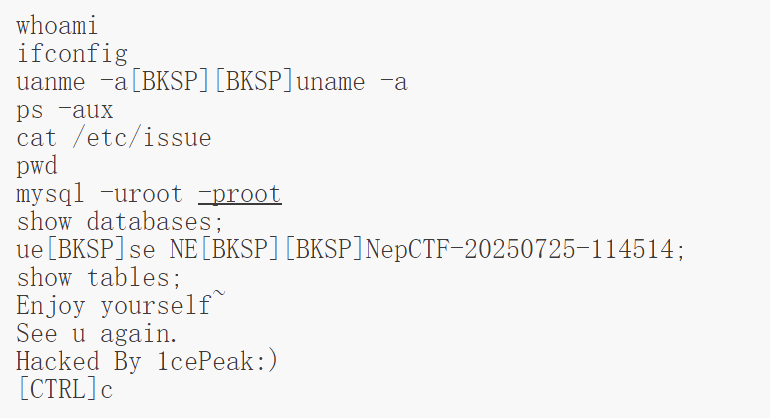 whoami
ifconfig
uanme -a[BKSP][BKSP]uname -a
ps -aux
cat /etc/issue
pwd
mysql -uroot -proot
show databases;
ue[BKSP]se NE[BKSP][BKSP]NepCTF-20250725-114514;
show tables;
Enjoy yourself~
See u again.
Hacked By 1cePeak:)
[CTRL]c